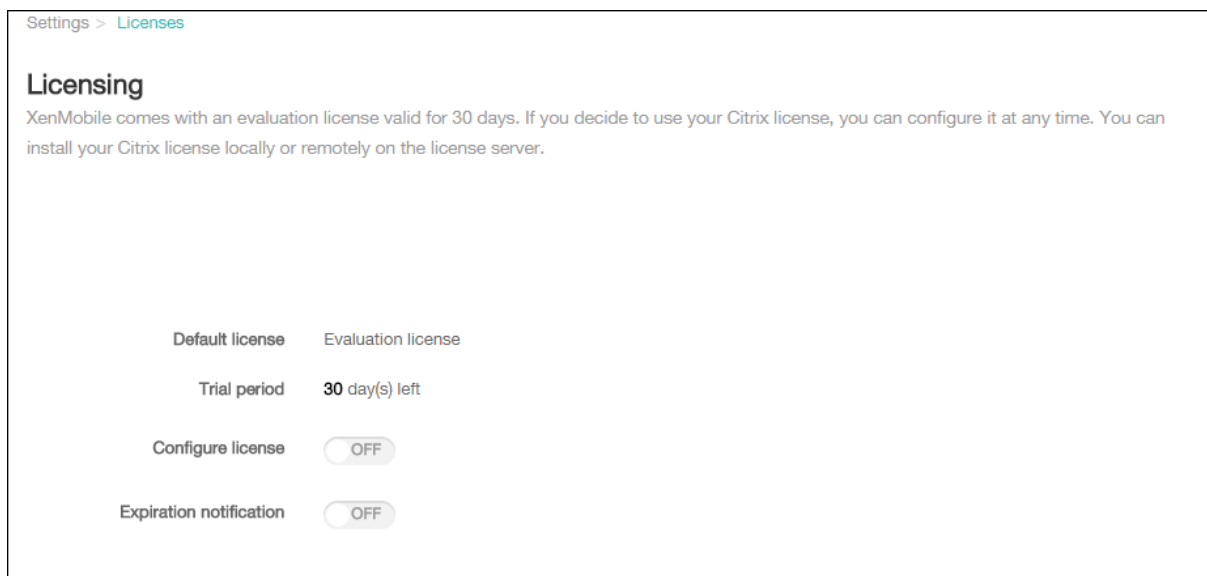 Settings > Licenses
Licensing
XenMobile comes with an evaluation license valid for 30 days. If you decide to use your Citrix license, you can configure it at any time. You can
install your Citrix license locally or remotely on the license server.
Default license Evaluation license
Trial period 30 day(s) left
Configure license OFF
Expiration notification OFF